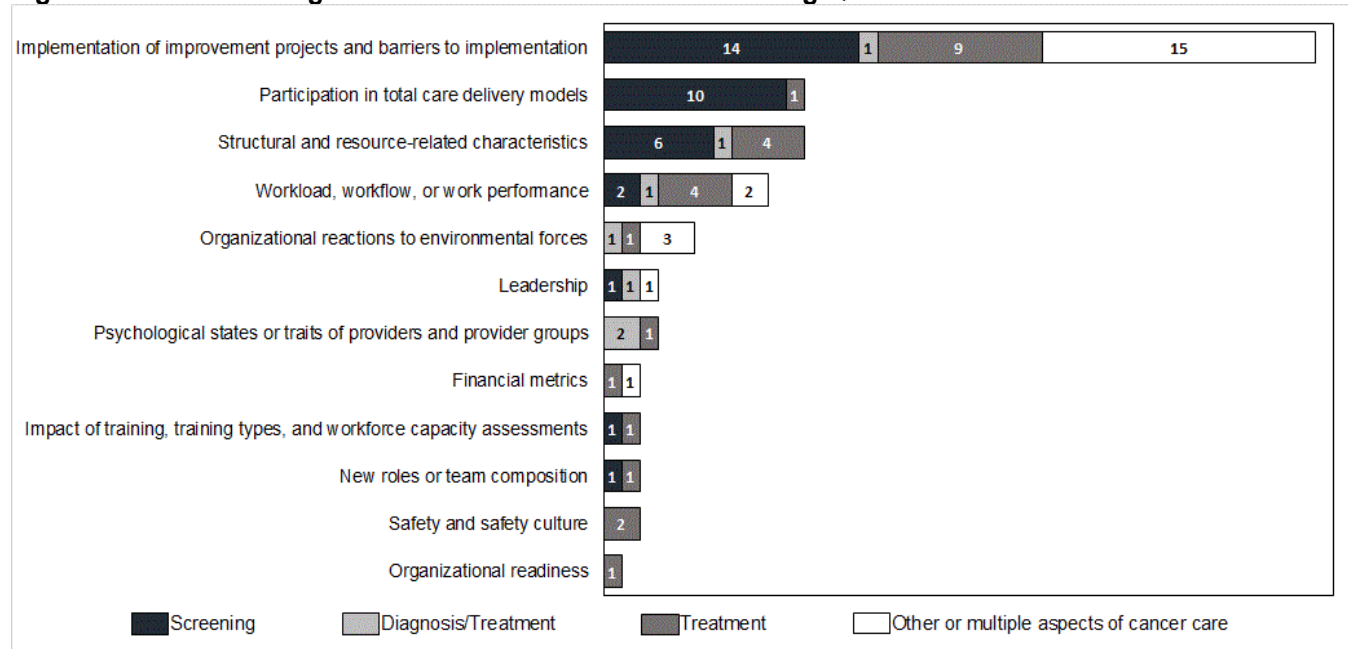 Implementation of improvement projects and barriers to implementation 14 1 9 15
Participation in total care delivery models 10 1
Structural and resource-related characteristics 6 1 4
Workload, workflow, or work performance 2 1 4 2
Organizational reactions to environmental forces 1 1 3
Leadership 1 1 1
Psychological states or traits of providers and provider groups 2 1
Financial metrics 1 1
Impact of training, training types, and workforce capacity assessments 1 1
New roles or team composition 1 1
Safety and safety culture 2
Organizational readiness 1
Screening Diagnosis/Treatment Treatment Other or multiple aspects of cancer care